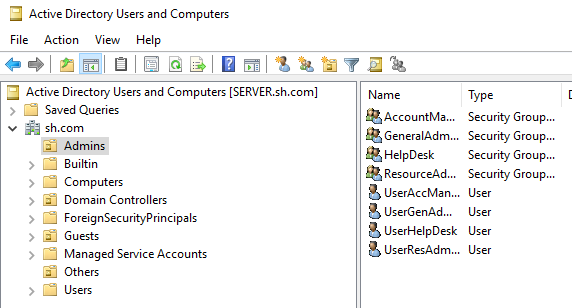 Active Directory Users and Computers
File Action View Help
Active Directory Users and Computers [SERVER.sh.com]
Saved Queries
sh.com
Admins
Builtin
Computers
Domain Controllers
ForeignSecurityPrincipals
Guests
Managed Service Accounts
Others
Users
Name Type
AccountMa... Security Group...
GeneralAdm... Security Group...
HelpDesk Security Group...
ResourceAd... Security Group...
UserAccMan... User
UserGenAd... User
UserHelpDesk User
UserResAdm... User